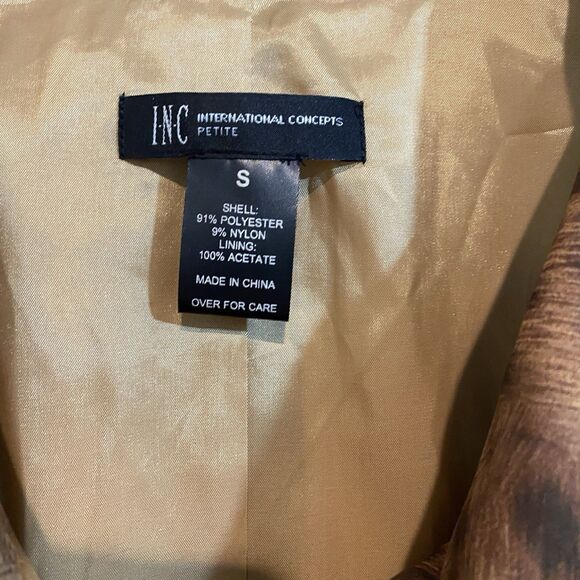 INC INTERNATIONAL CONCEPTS
PETITE
S
SHELL:
91% POLYESTER
9% NYLON
LINING:
100% ACETATE
MADE IN CHINA
OVER FOR CARE